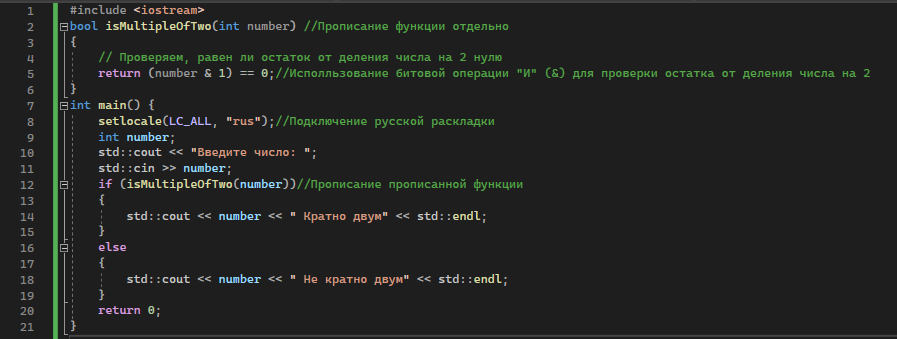 1 #include <iostream>
2 bool isMultipleOfTwo(int number) //Прописание функции отдельно
3 {
4 // Проверяем, равен ли остаток от деления числа на 2 нулю
5 return (number & 1) == 0;//Использьзование битовой операции "И" (&) для проверки остатка от деления числа на 2
6 }
7 int main() {
8 setlocale(LC_ALL, "rus");//Подключение русской раскладки
9 int number;
10 std::cout << "Введите число: ";
11 std::cin >> number;
12 if (isMultipleOfTwo(number))//Прописание прописанной функции
13 {
14 std::cout << number << " Кратно двум" << std::endl;
15 }
16 else
17 {
18 std::cout << number << " Не кратно двум" << std::endl;
19 }
20 return 0;
21 }